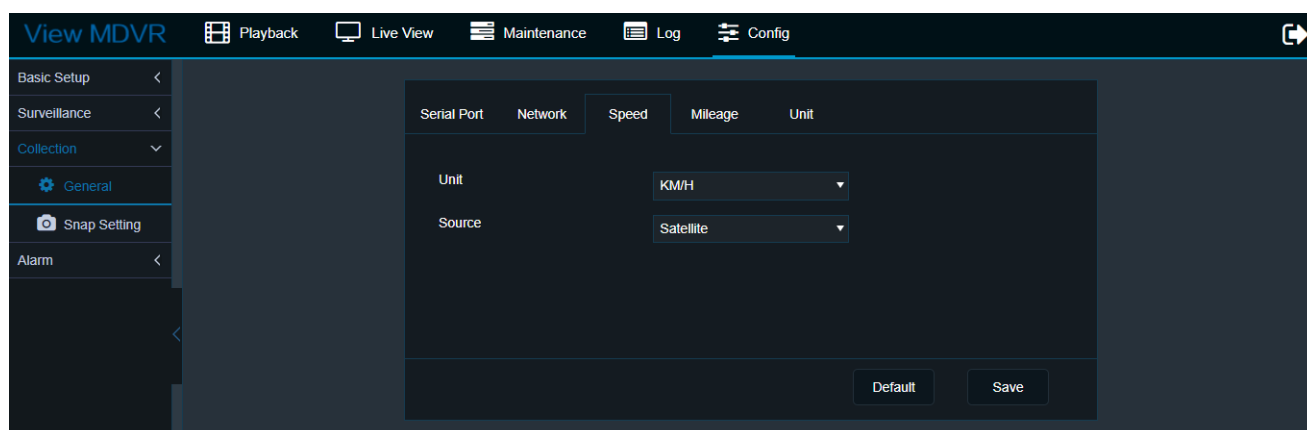 View MDVR
Playback
Live View
Maintenance
Log
Config
Basic Setup
Surveillance
Collection
General
Snap Setting
Alarm
Serial Port
Network
Speed
Mileage
Unit
Unit
KM/H
Source
Satellite
Default
Save